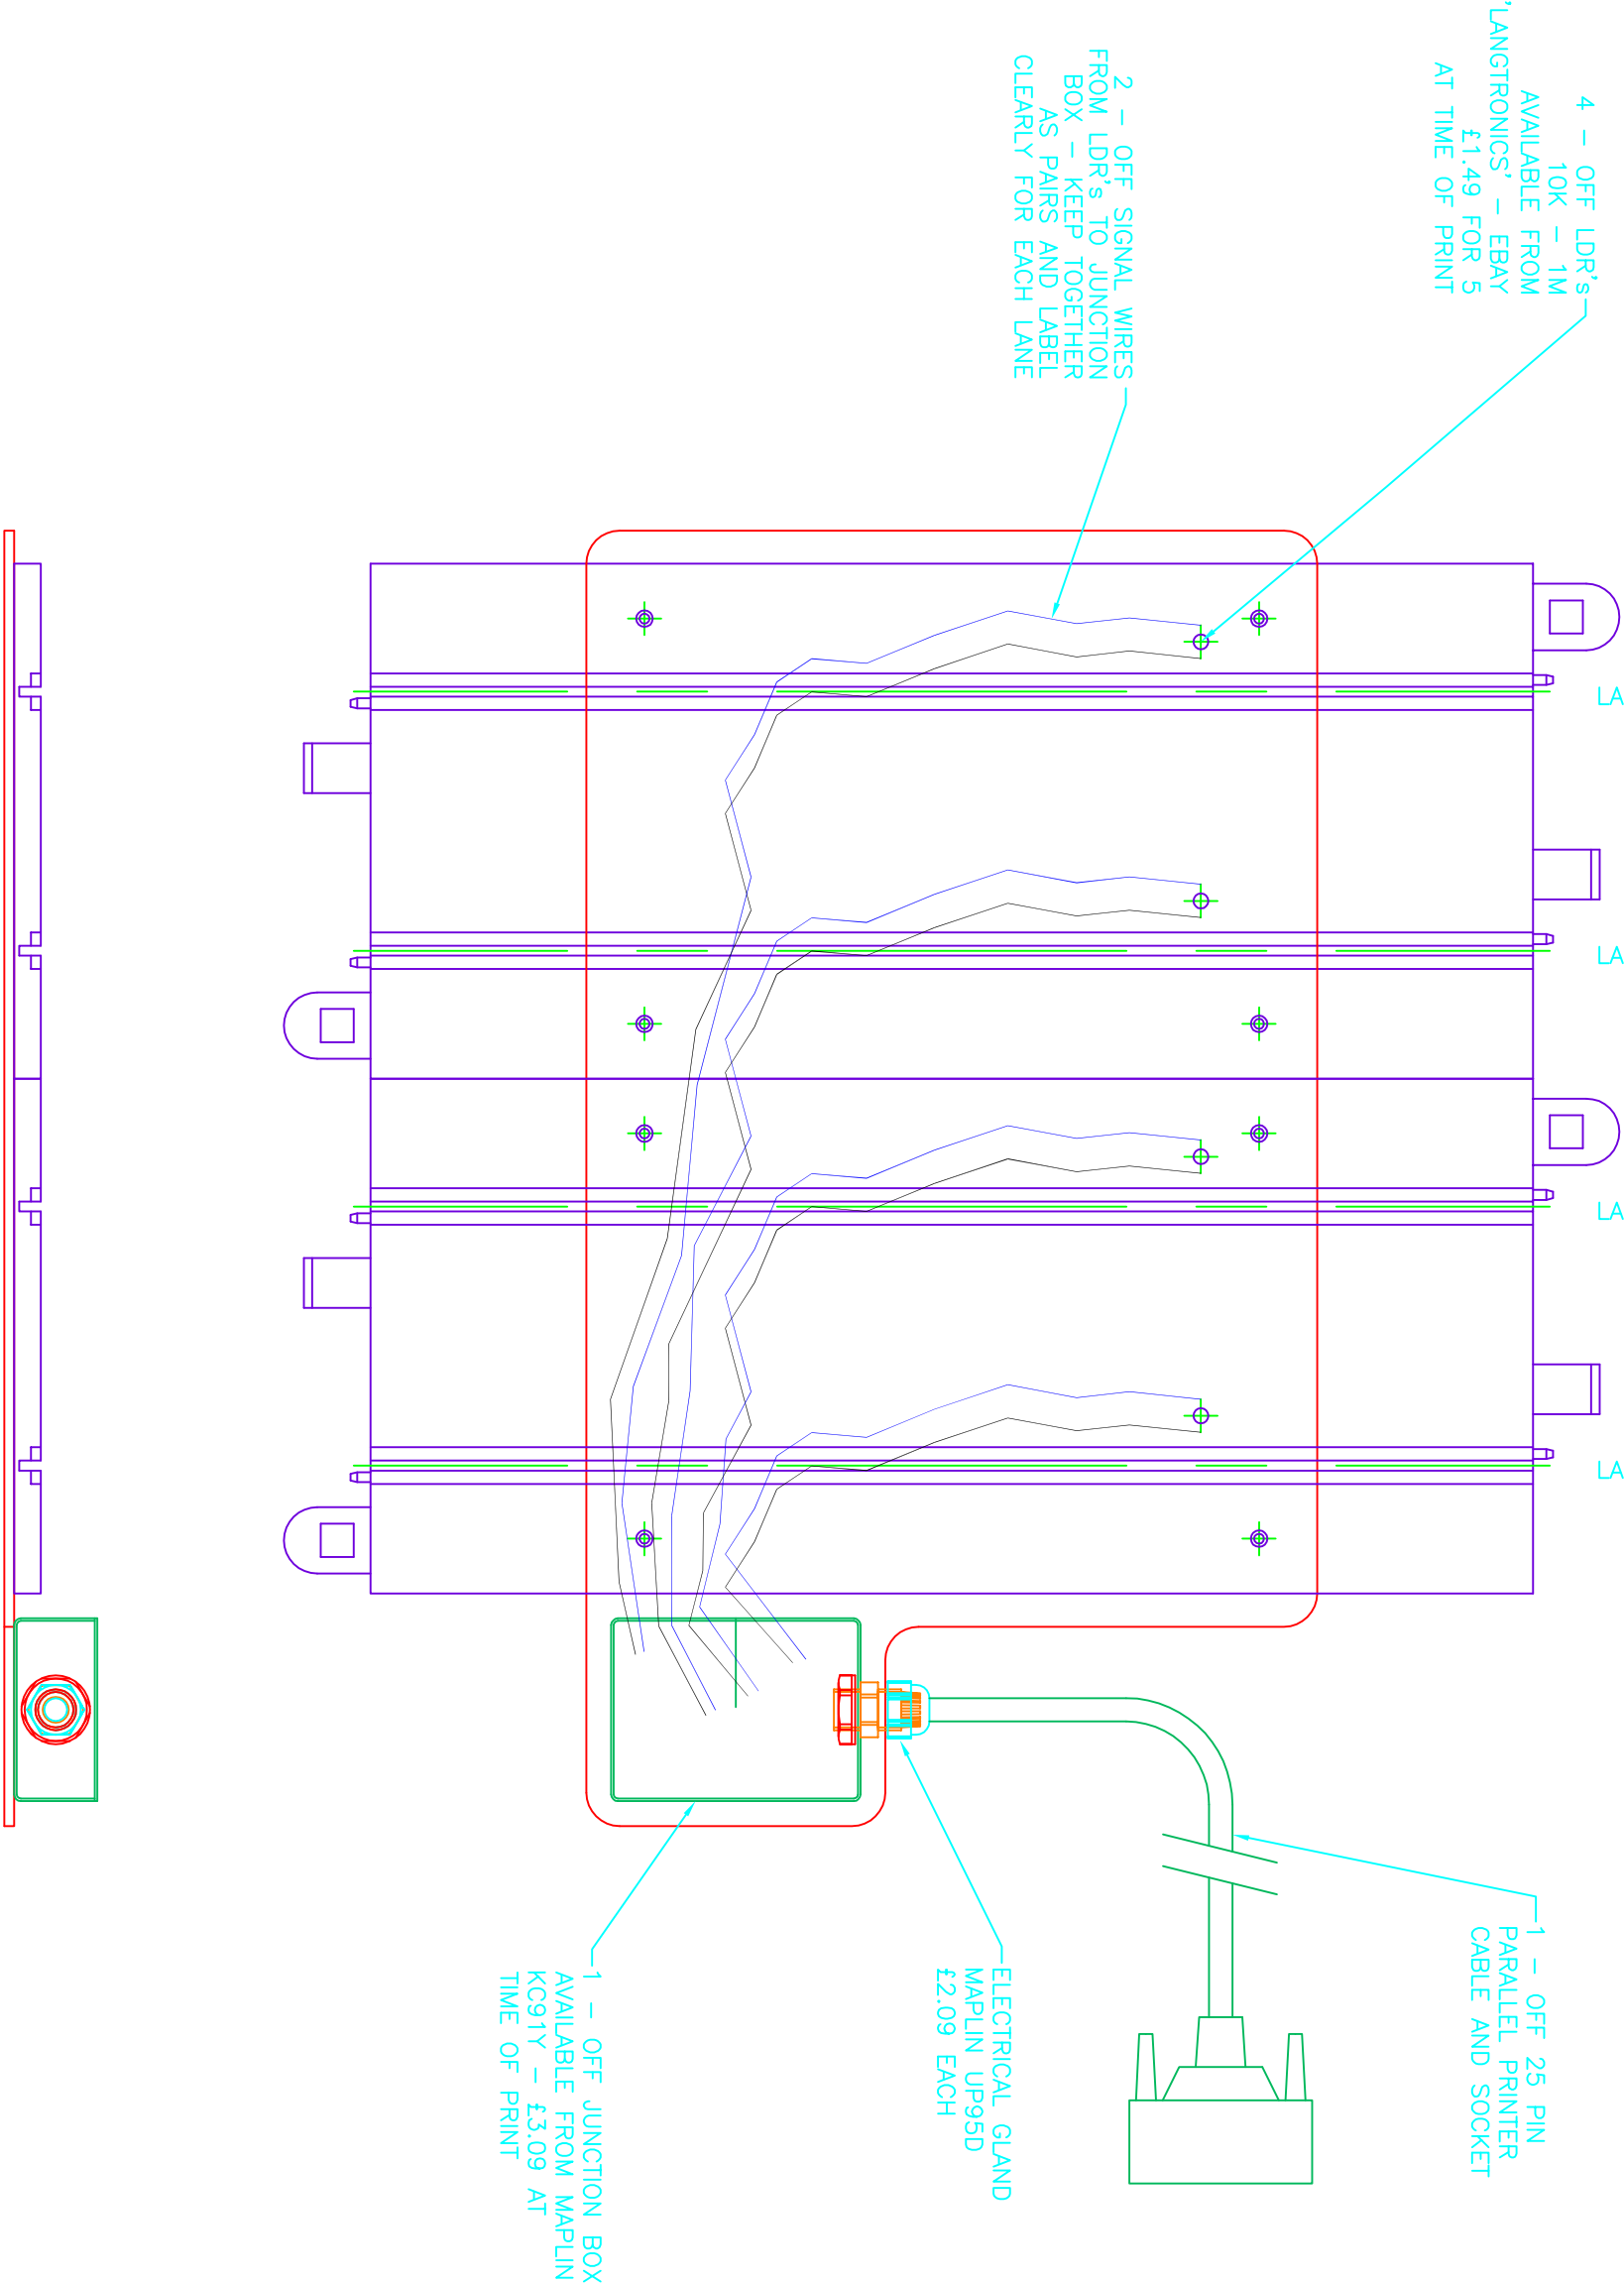 4 - OFF LDR's
10K - 1M
AVAILABLE FROM
'LANGTRONICS' - EBAY
£1.49 FOR 5
AT TIME OF PRINT
2 - OFF SIGNAL WIRES
FROM LDR's TO JUNCTION
BOX - KEEP TOGETHER
AS PAIRS AND LABEL
CLEARLY FOR EACH LANE
LA
LA
LA
LA
1 - OFF 25 PIN
PARALLEL PRINTER
CABLE AND SOCKET
ELECTRICAL GLAND
MAPLIN UP95D
£2.09 EACH
1 - OFF JUNCTION BOX
AVAILABLE FROM MAPLIN
KC91Y - £3.09 AT
TIME OF PRINT